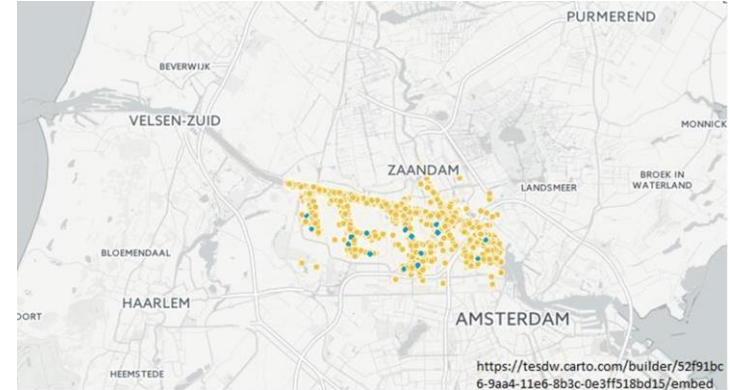 PURMEREND
BEVERWIJK
VELSEN-ZUID
MONNICK
ZAANDAM
LANDSMEER
BROEK IN
WATERLAND
BLOEMENDAAL
HAARLEM
OORT
AMSTERDAM
HEEMSTEDE
https://tesdw.carto.com/builder/52f91bc
6-9aa4-11e6-8b3c-0e3ff518bd15/embed